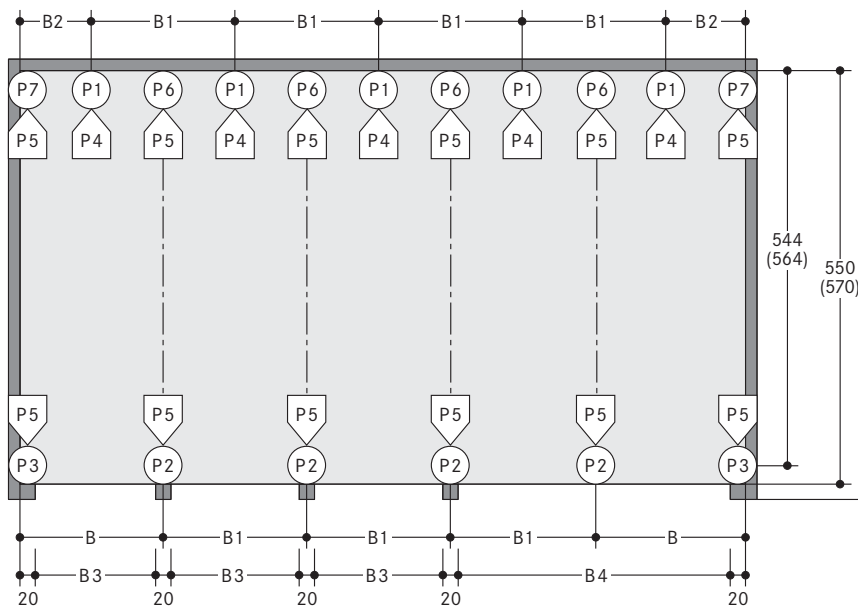 B2 B1 B1 B1 B1 B2
P7 P1 P6 P1 P6 P1 P6 P1 P6 P1 P7
P5 P4 P5 P4 P5 P4 P5 P4 P5 P4 P5
544
(564)
550
(570)
P5 P5 P5 P5 P5 P5
P3 P2 P2 P2 P2 P3
B B1 B1 B1 B
B3 B3 B3 B4
20 20 20 20 20